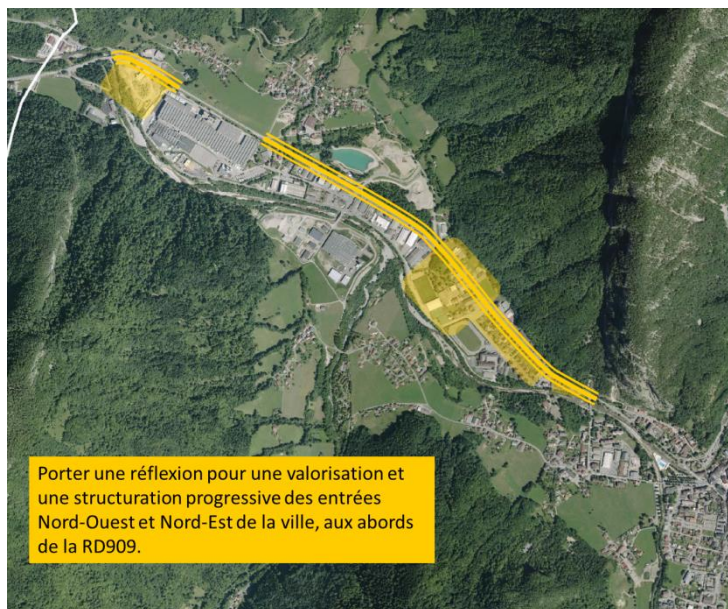 Porter une réflexion pour une valorisation et
une structuration progressive des entrées
Nord-Ouest et Nord-Est de la ville, aux abords
de la RD909.